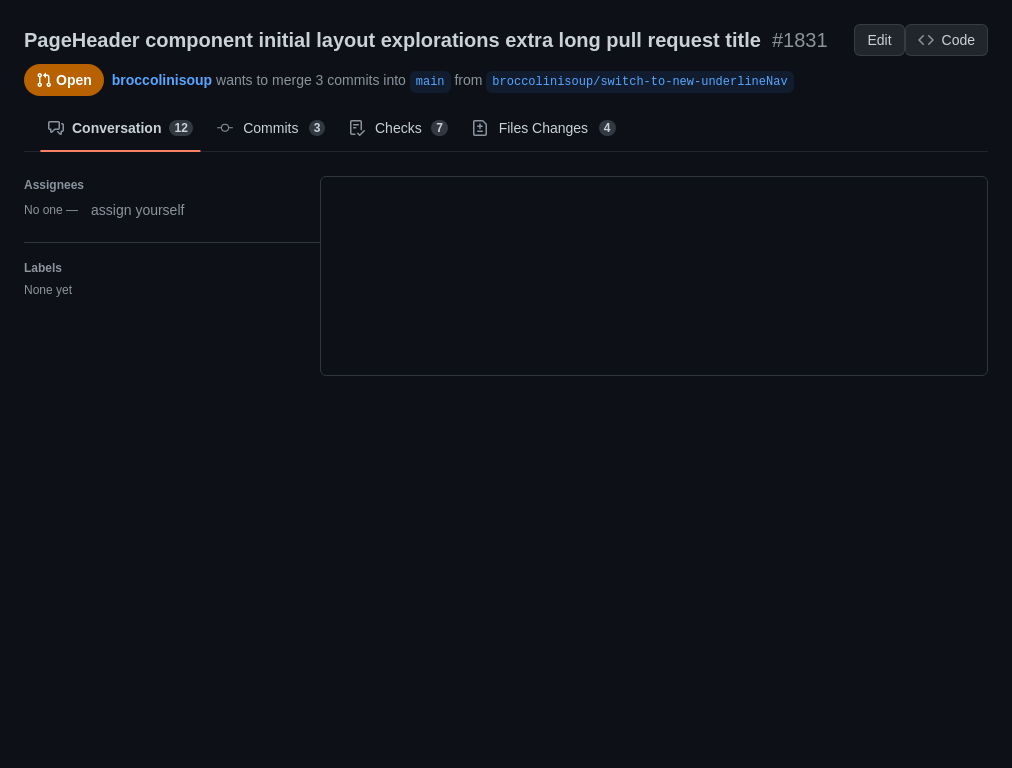 PageHeader component initial layout explorations extra long pull request title #1831
Edit
Code
Open
broccolinisoup wants to merge 3 commits into main from broccolinisoup/switch-to-new-underlineNav
Conversation 12
Commits 3
Checks 7
Files Changes 4
Assignees
No one — assign yourself
Labels
None yet